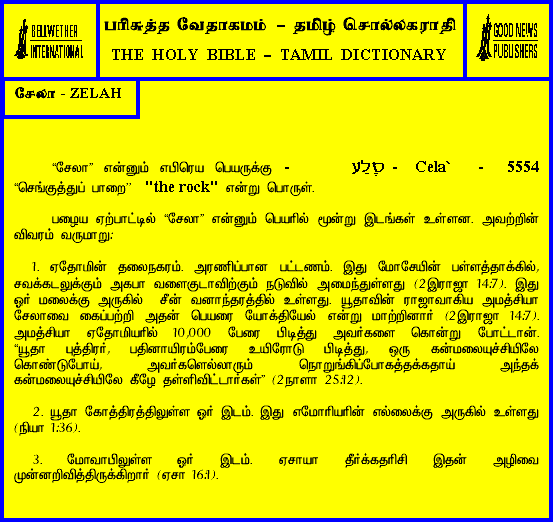 BELLWETHER
INTERNATIONAL
பரிசுத்த வேதாகமம் – தமிழ் சொல்லகராதி
THE HOLY BIBLE – TAMIL DICTIONARY
GOOD NEWS
PUBLISHERS
சேலா - ZELAH
“சேலா” என்னும் எபிரெய பெயருக்கு - סֶלַע - Cela` - 5554
“செங்குத்துப் பாறை” "the rock" என்று பொருள்.
பழைய ஏற்பாட்டில் “சேலா” என்னும் பெயரில் மூன்று இடங்கள் உள்ளன. அவற்றின்
விவரம் வருமாறு:
1. ஏதோமின் தலைநகரம். அரணிப்பான பட்டணம். இது மோசேயின் பள்ளத்தாக்கில்,
சவக்கடலுக்கும் அகபா வளைகுடாவிற்கும் நடுவில் அமைந்துள்ளது (2இராஜா 14:7). இது
ஓர் மலைக்கு அருகில் சீன் வனாந்தரத்தில் உள்ளது. யூதாவின் ராஜாவாகிய அமத்சியா
சேலாவை கைப்பற்றி அதன் பெயரை யோக்தியேல் என்று மாற்றினார் (2இராஜா 14:7).
அமத்சியா ஏதோமியரில் 10,000 பேரை பிடித்து அவர்களை கொன்று போட்டான்.
“யூதா புத்திரர், பதினாயிரம்பேரை உயிரோடு பிடித்து, ஒரு கன்மலையுச்சியிலே
கொண்டுபோய், அவர்களெல்லாரும் நொறுங்கிப்போகத்தக்கதாய் அந்தக்
கன்மலையுச்சியிலே கீழே தள்ளிவிட்டார்கள்” (2நாளா 25:12).
2. யூதா கோத்திரத்திலுள்ள ஓர் இடம். இது எமோரியரின் எல்லைக்கு அருகில் உள்ளது
(நியா 1:36).
3. மோவாபிலுள்ள ஓர் இடம். ஏசாயா தீர்க்கதரிசி இதன் அழிவை
முன்னறிவித்திருக்கிறார் (ஏசா 16:1).